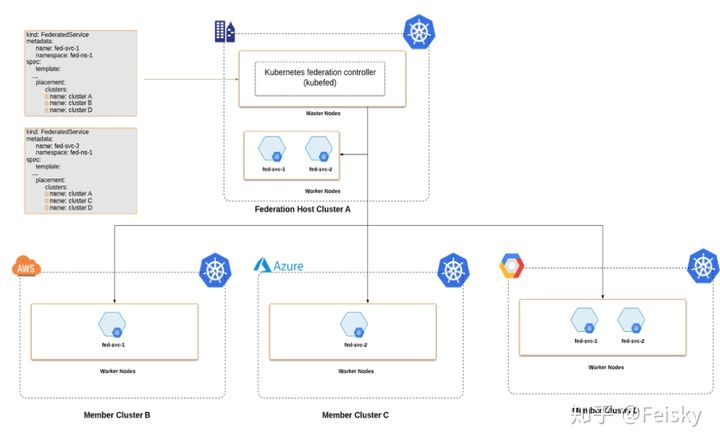 kind: FederatedService
metadata:
name: fed-svc-1
namespace: fed-ns-1
spec:
template:
....
placement:
clusters:
name: cluster A
name: cluster B
name: cluster D
kind: FederatedService
metadata:
name: fed-svc-2
namespace: fed-ns-1
spec:
template:
....
placement:
clusters:
name: cluster A
name: cluster C
name: cluster D
Kubernetes federation controller
(kubefed)
Master Nodes
fed-svc-1
fed-svc-2
Worker Nodes
Federation Host Cluster A
AWS
fed-svc-1
Worker Nodes
Member Cluster B
Azure
fed-svc-2
Worker Nodes
Member Cluster C
fed-svc-1
fed-svc-2
Worker Nodes
知乎 @Feisky